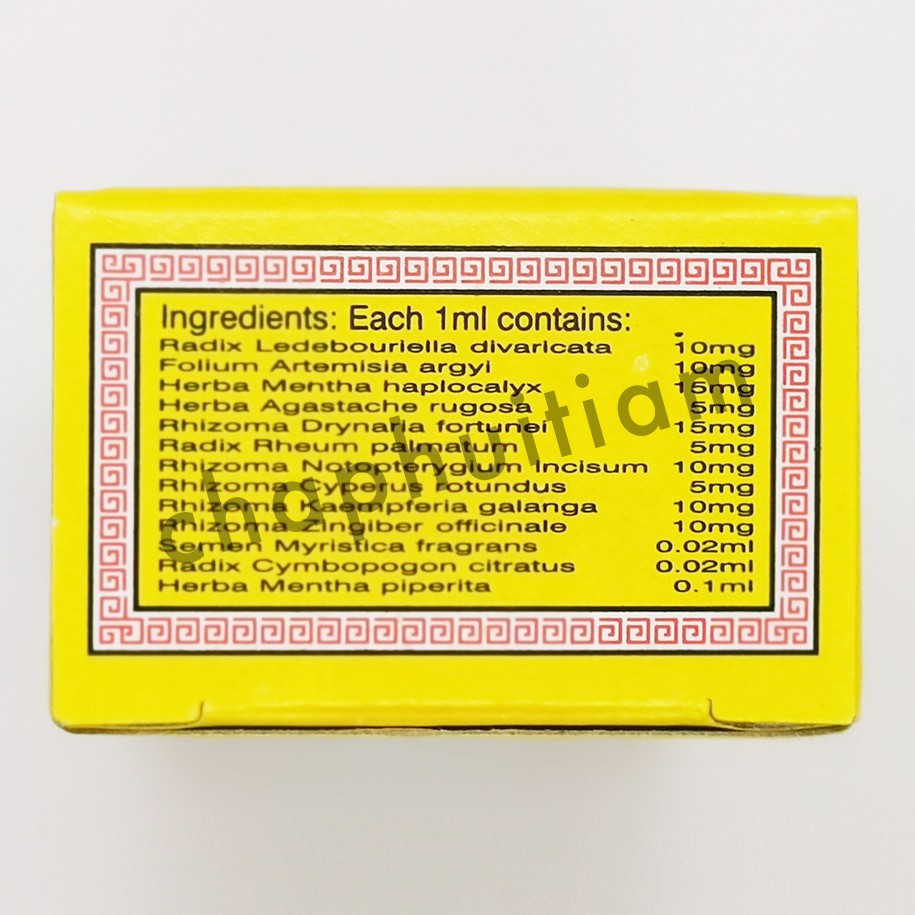 Ingredients: Each 1ml contains:
Radix Ledebouriella divaricata 10mg
Folium Artemisia argyi 10mg
Herba Mentha haplocalyx 15mg
Herba Agastache rugosa 5mg
Rhizoma Drynaria fortunei 15mg
Radix Rheum palmatum 5mg
Rhizoma Notopterygium Incisum 10mg
Rhizoma Cyperus rotundus 5mg
Rhizoma Kaempferia galanga 10mg
Rhizoma Zingiber officinale 10mg
Semen Myristica fragrans 0.02ml
Radix Cymbopogon citratus 0.02ml
Herba Mentha piperita 0.1ml
chaphuitiam